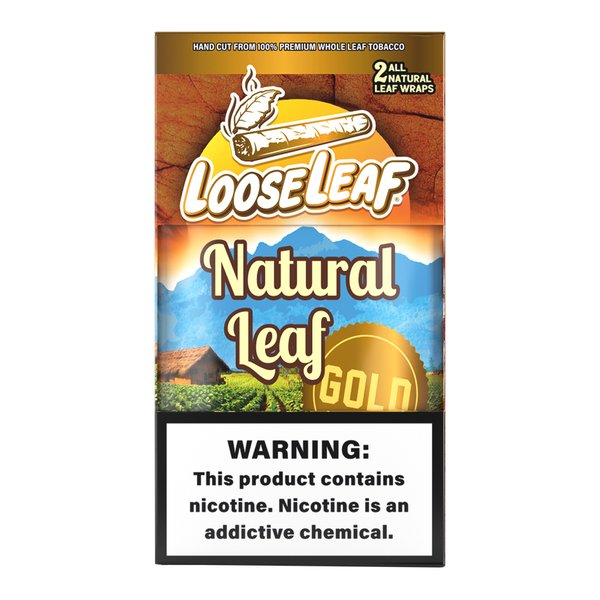 HAND CUT FROM 100% PREMIUM WHOLE LEAF TOBACCO
2 ALL
NATURAL
LEAF WRAPS
LOOSELEAF®
Natural
Leaf
GOLD
WARNING:
This product contains
nicotine. Nicotine is an
addictive chemical.